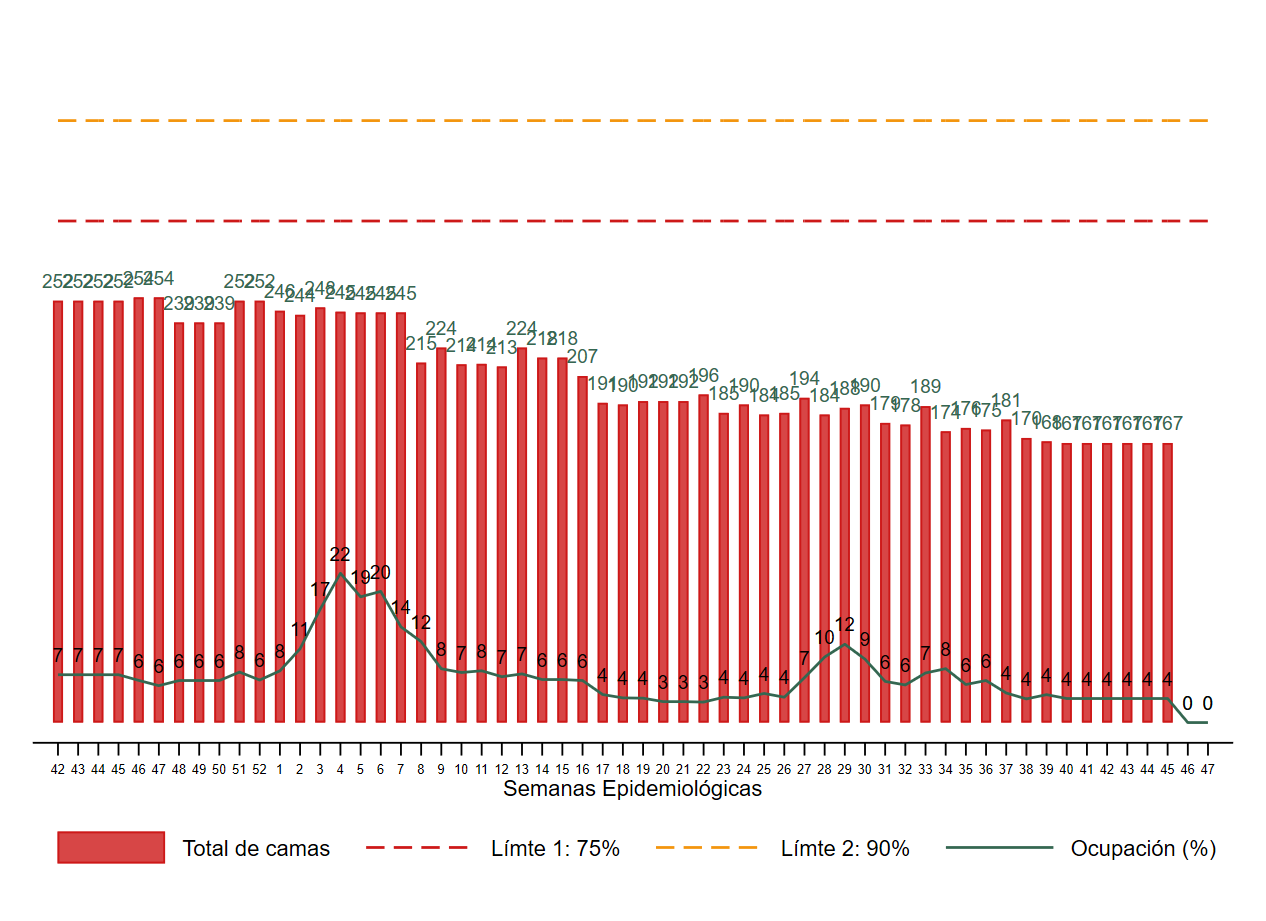 252 252 252 252 254 254 239 239 239 252 252 246 244 248 245 245 245 245 215 224 214 214 213 224 218 218 207 191 190 192 192 192 196 185 190 184 185 194 184 188 190 179 178 189 174 176 175 181 170 168 167 167 167 167 167 167
7 7 7 7 6 6 6 6 6 8 6 8 11 17 22 19 20 14 12 8 7 8 7 7 6 6 6 4 4 4 3 3 3 4 4 4 4 7 10 12 9 6 6 7 8 6 6 4 4 4 4 4 4 4 4 4 0 0
42 43 44 45 46 47 48 49 50 51 52 1 2 3 4 5 6 7 8 9 10 11 12 13 14 15 16 17 18 19 20 21 22 23 24 25 26 27 28 29 30 31 32 33 34 35 36 37 38 39 40 41 42 43 44 45 46 47
Semanas Epidemiológicas
Total de camas Límte 1: 75% Límte 2: 90% Ocupación (%)